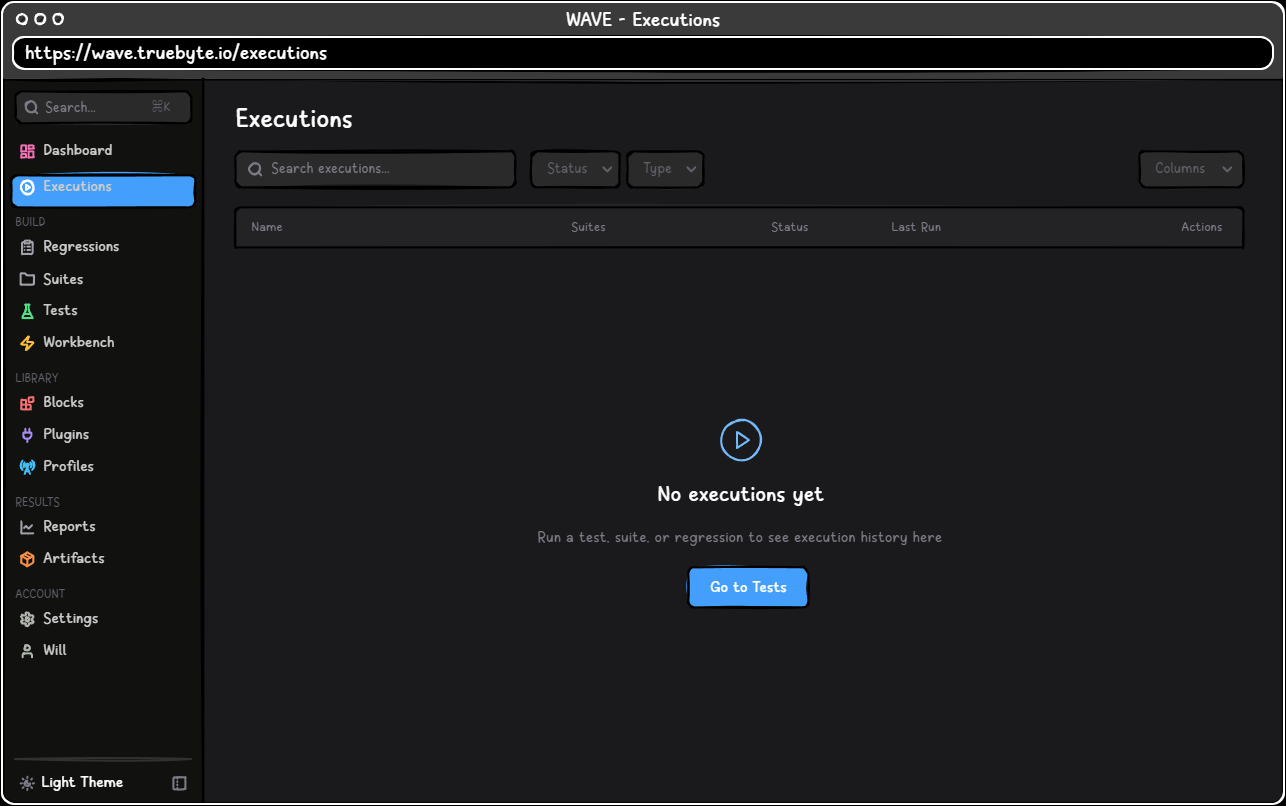 WAVE - Executions
https://wave.truebyte.io/executions
Search... ⌘K
Dashboard
Executions
BUILD
Regressions
Suites
Tests
Workbench
LIBRARY
Blocks
Plugins
Profiles
RESULTS
Reports
Artifacts
ACCOUNT
Settings
Will
Light Theme
Executions
Search executions... Status Type Columns
Name Suites Status Last Run Actions
No executions yet
Run a test, suite, or regression to see execution history here
Go to Tests